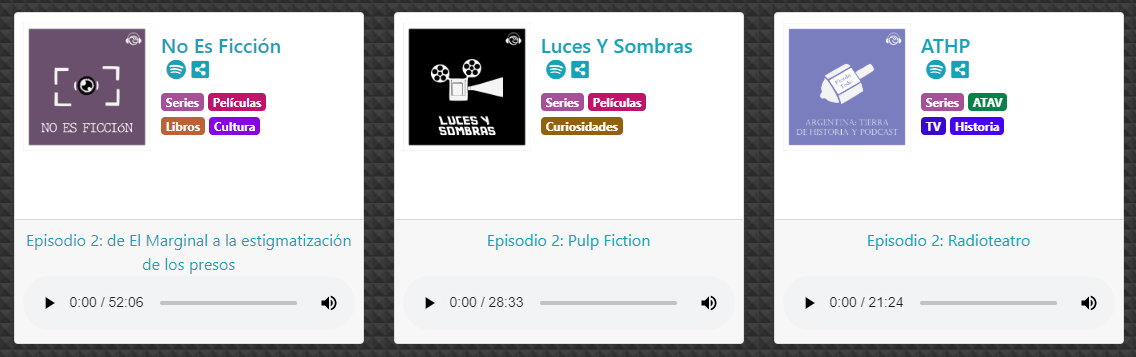 No Es Ficción
Series Películas
Libros Cultura
NO ES FICCIÓN
Episodio 2: de El Marginal a la estigmatización
de los presos
0:00 / 52:06
Luces Y Sombras
Series Películas
Curiosidades
LUCES Y
SOMBRAS
Episodio 2: Pulp Fiction
0:00 / 28:33
ATHP
Series ATAV
TV Historia
ARGENTINA: TIERRA
DE HISTORIA Y PODCAST
Episodio 2: Radioteatro
0:00 / 21:24